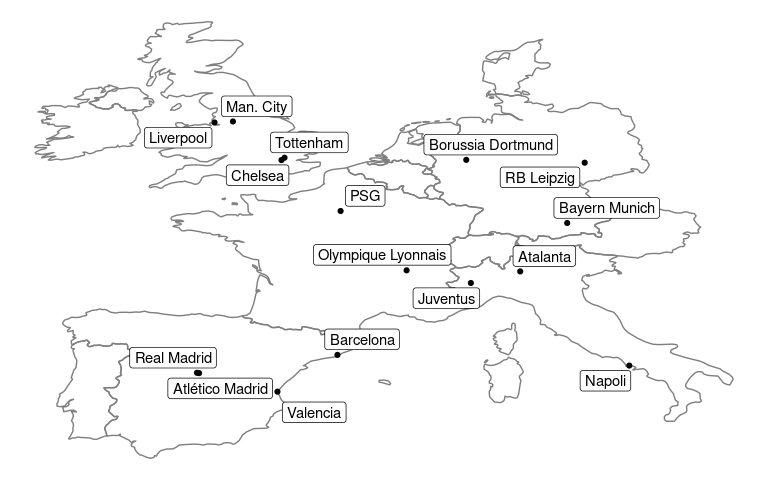 Man. City
Liverpool
Tottenham
Borussia Dortmund
Chelsea
RB Leipzig
PSG
Bayern Munich
Olympique Lyonnais
Atalanta
Juventus
Barcelona
Real Madrid
Atlético Madrid
Napoli
Valencia